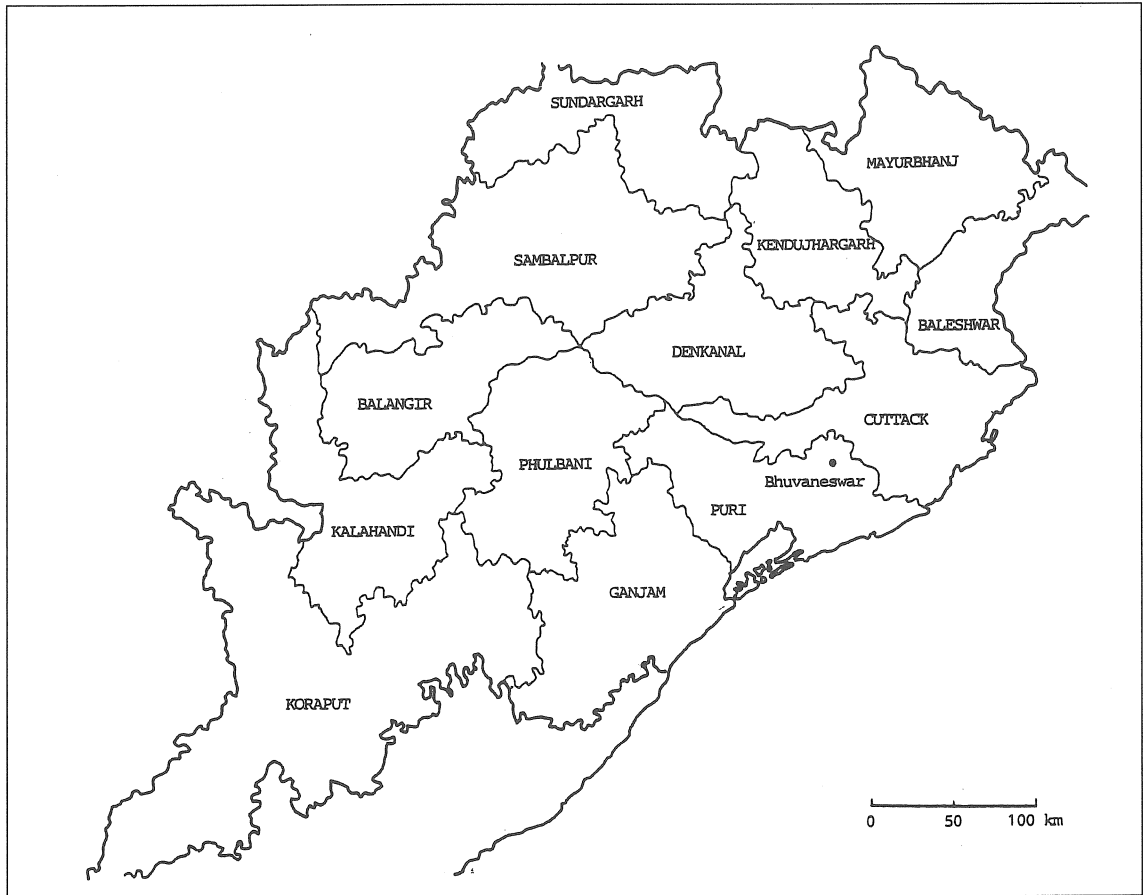 SUNDARGARH
MAYURBHANJ
KENDUJHARGARH
SAMBALPUR
BALESHWAR
DENKANAL
BALANGIR
CUTTACK
PHULBANI
Bhuvaneswar
PURI
KALAHANDI
GANJAM
KORAPUT
0 50 100 km